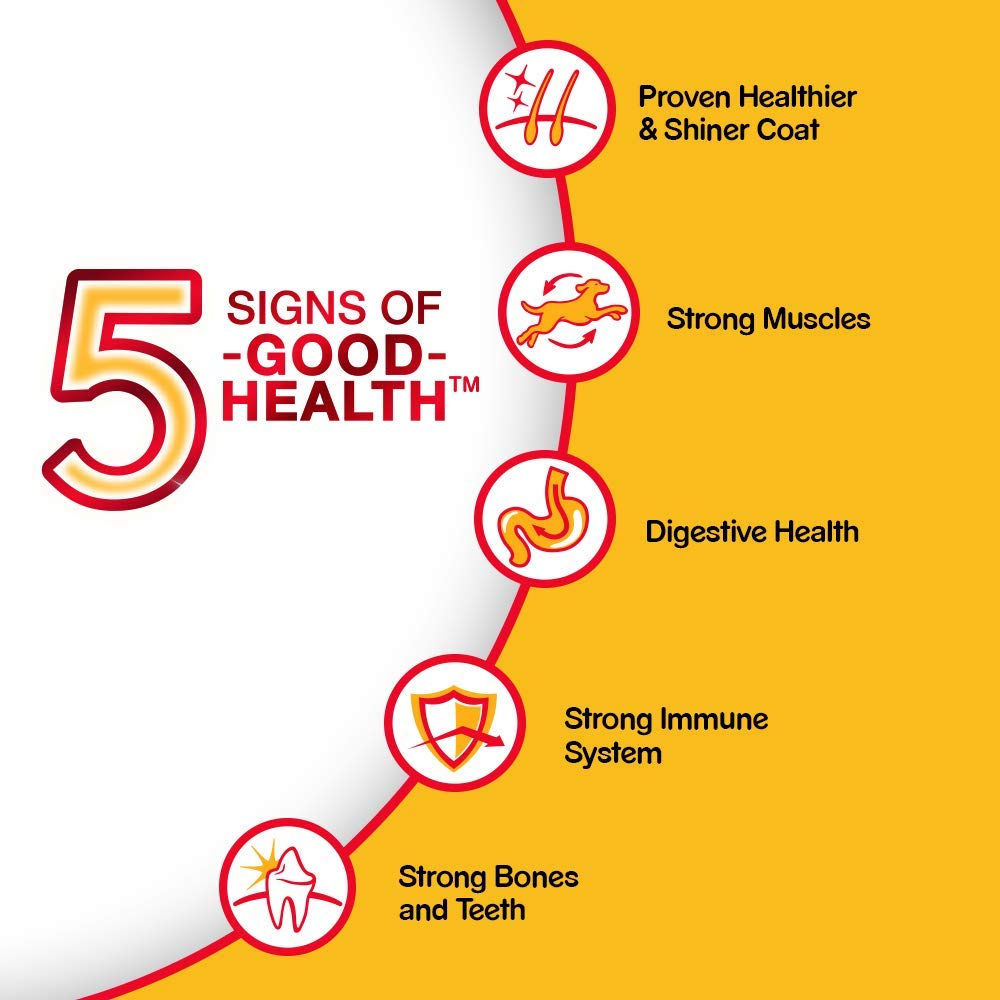 5
SIGNS OF
-GOOD-
HEALTH™
Proven Healthier
& Shiner Coat
Strong Muscles
Digestive Health
Strong Immune
System
Strong Bones
and Teeth